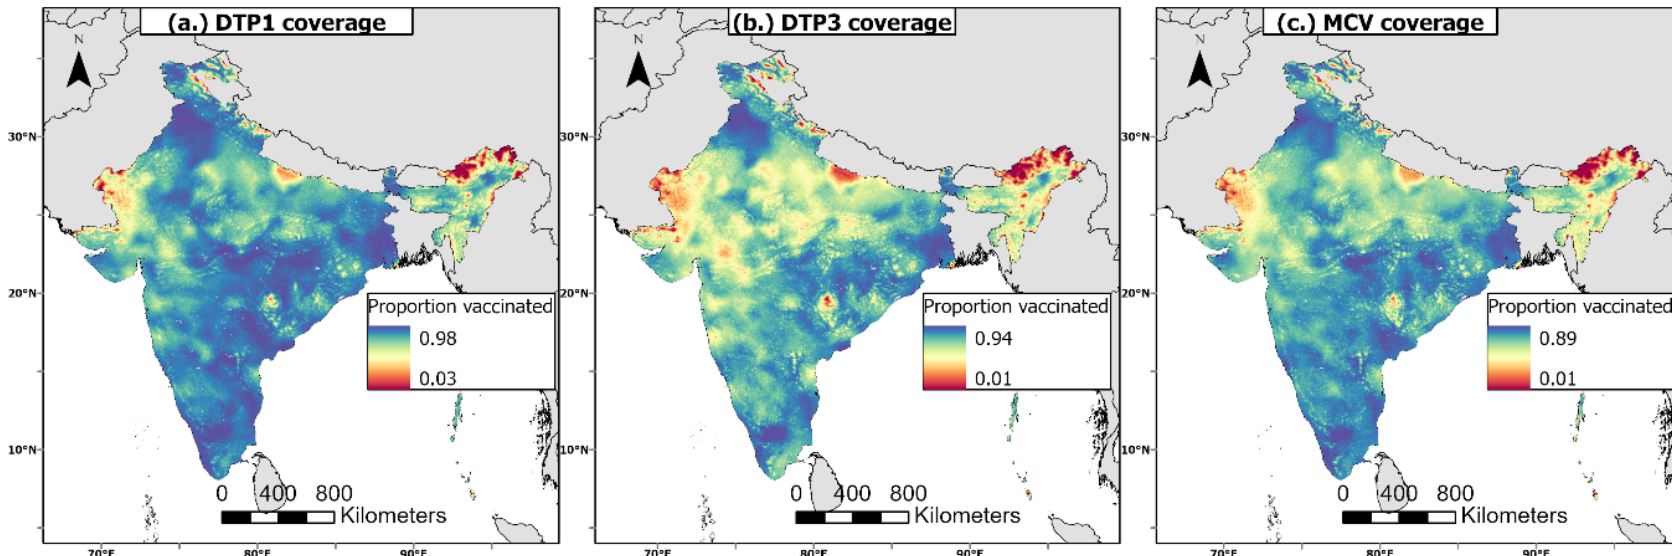 (a.) DTP1 coverage
N
30°N
20°N
10°N
Proportion vaccinated
0.98
0.03
0 400 800
Kilometers
70°E 80°E 90°E
(b.) DTP3 coverage
N
30°N
20°N
10°N
Proportion vaccinated
0.94
0.01
0 400 800
Kilometers
70°E 80°E 90°E
(c.) MCV coverage
N
30°N
20°N
10°N
Proportion vaccinated
0.89
0.01
0 400 800
Kilometers
70°E 80°E 90°E